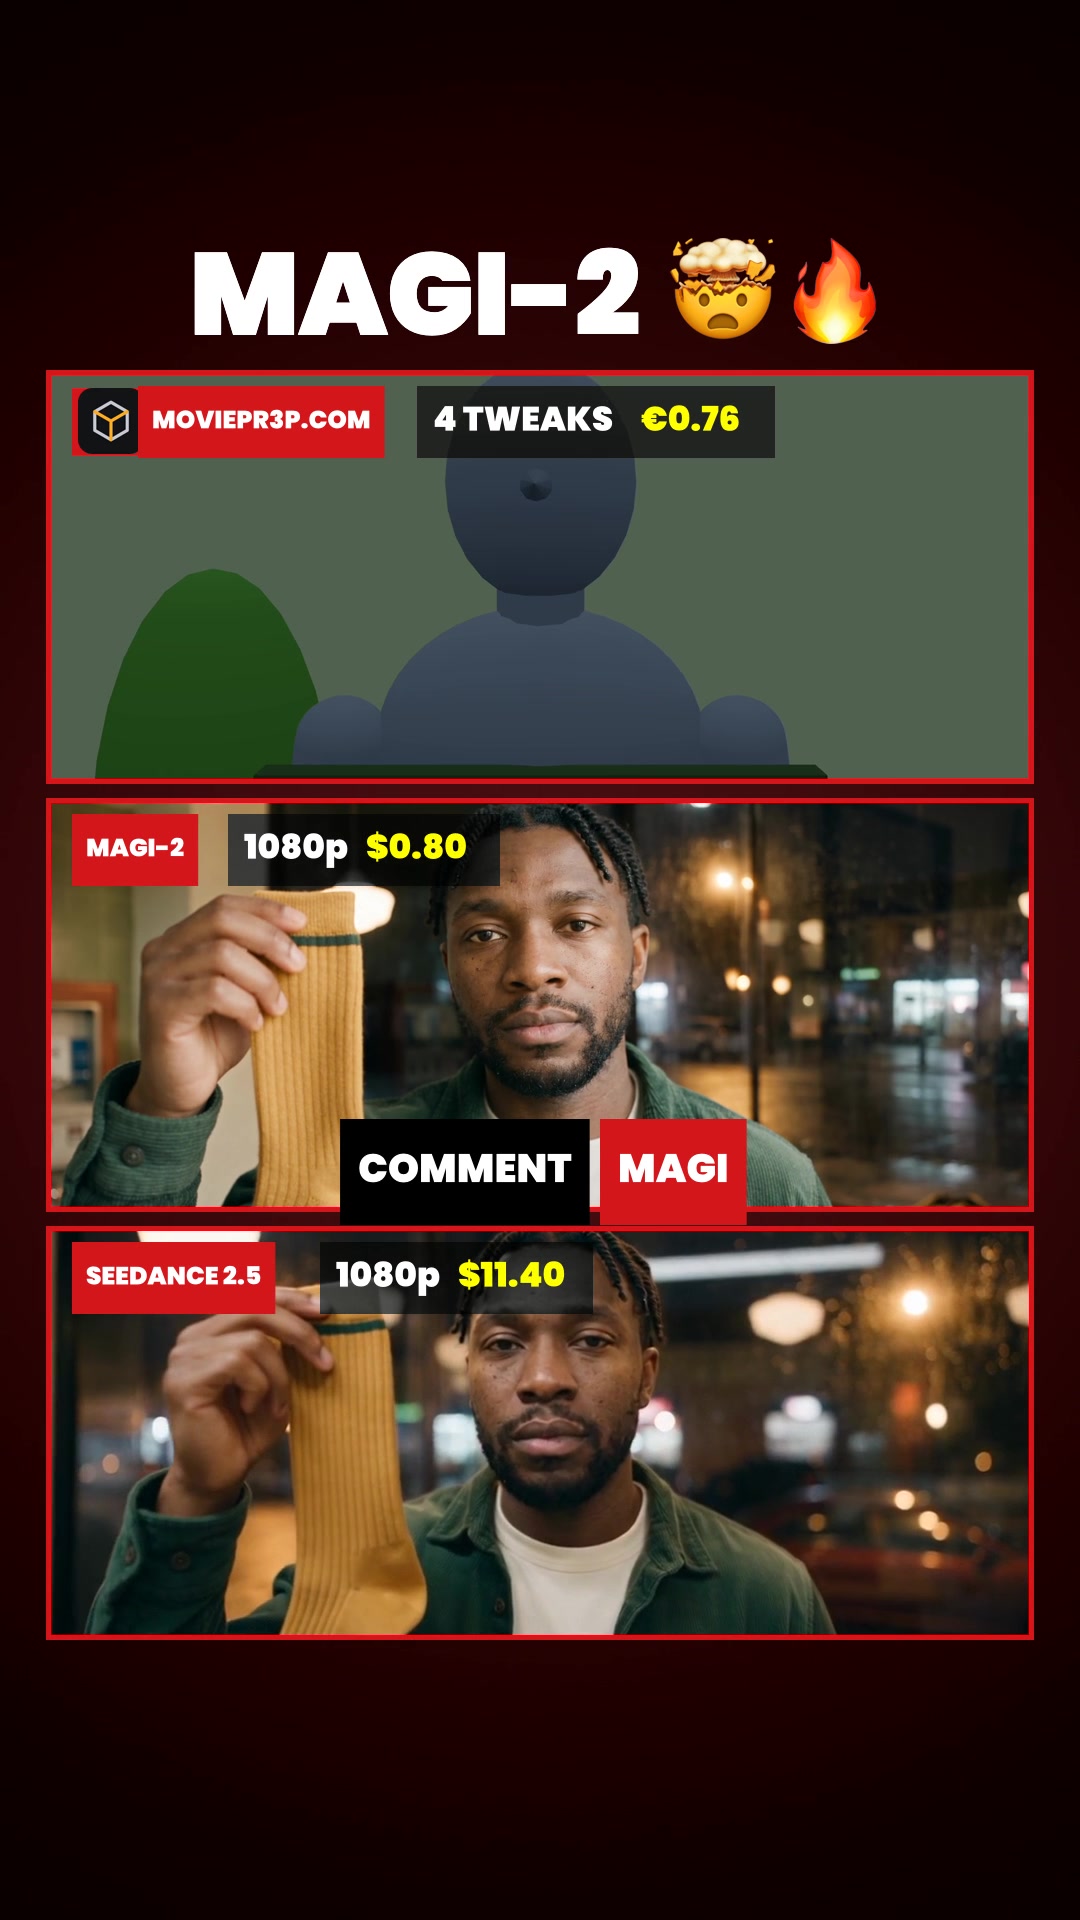 MAGI-2 🤯🔥
MOVIEPR3P.COM
4 TWEAKS €0.76
MAGI-2
1080p $0.80
COMMENT MAGI
SEEDANCE 2.5
1080p $11.40